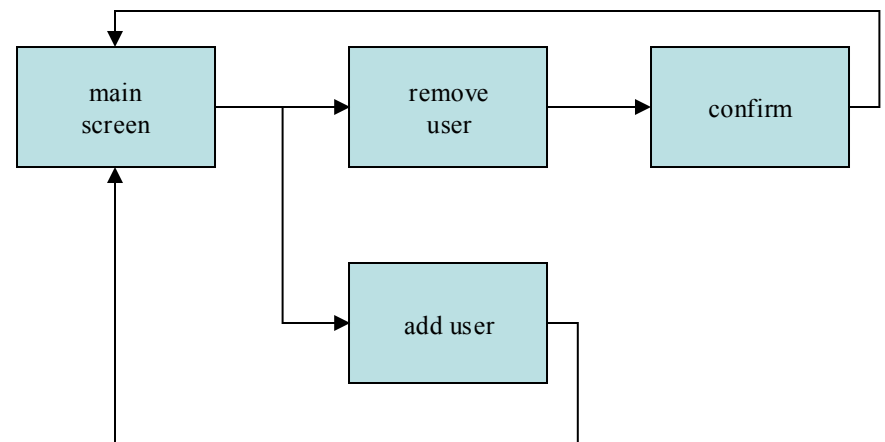 main
screen
remove
user
confirm
add user